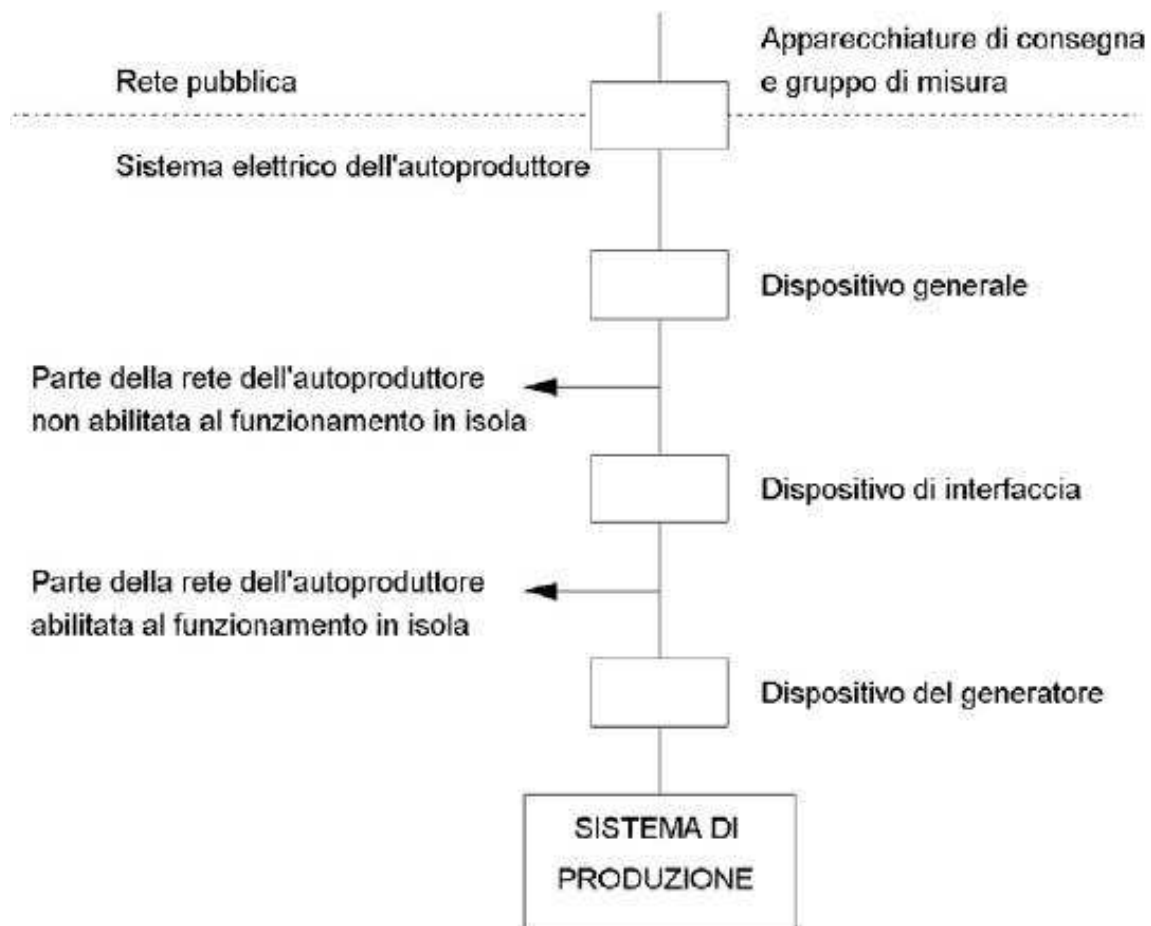 Apparecchiature di consegna
e gruppo di misura
Rete pubblica
Sistema elettrico dell'autoproduttore
Dispositivo generale
Parte della rete dell'autoproduttore
non abilitata al funzionamento in isola
Dispositivo di interfaccia
Parte della rete dell'autoproduttore
abilitata al funzionamento in isola
Dispositivo del generatore
SISTEMA DI
PRODUZIONE